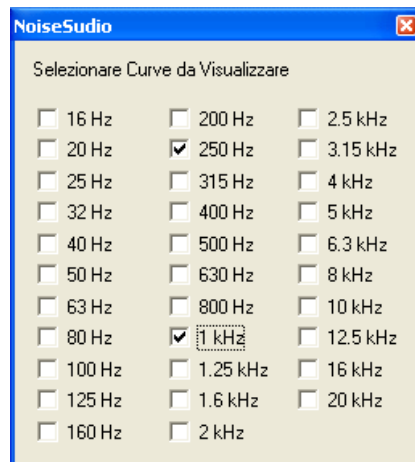 NoiseSudio
Selezionare Curve da Visualizzare
16 Hz 200 Hz 2.5 kHz
20 Hz 250 Hz 3.15 kHz
25 Hz 315 Hz 4 kHz
32 Hz 400 Hz 5 kHz
40 Hz 500 Hz 6.3 kHz
50 Hz 630 Hz 8 kHz
63 Hz 800 Hz 10 kHz
80 Hz 1 kHz 12.5 kHz
100 Hz 1.25 kHz 16 kHz
125 Hz 1.6 kHz 20 kHz
160 Hz 2 kHz